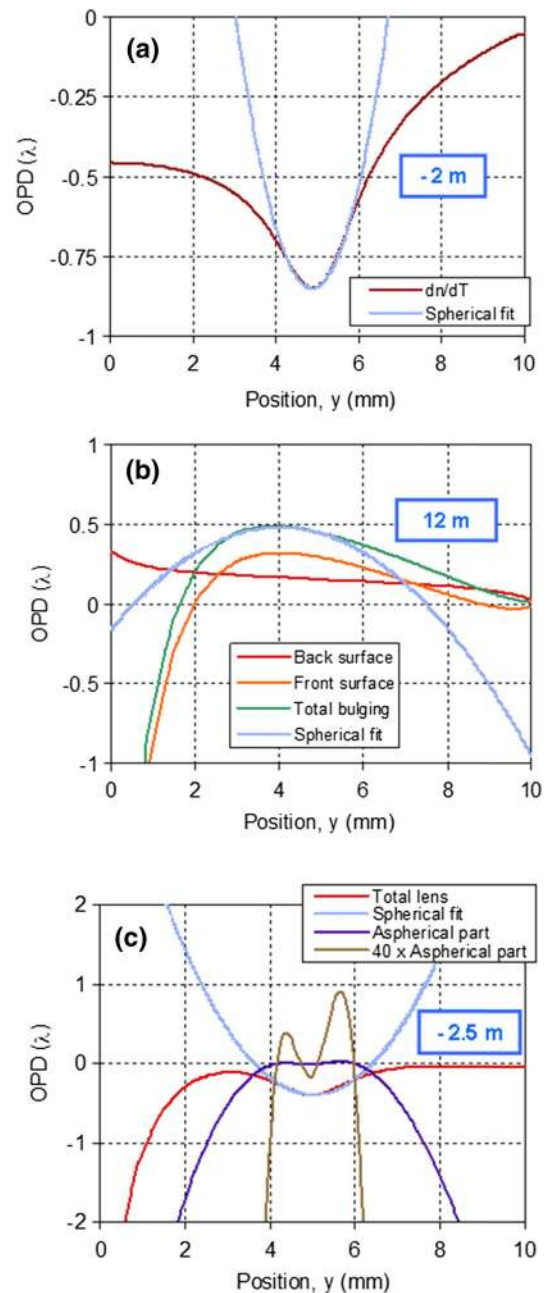 (a)
0
-0.25
-0.5
-0.75
-1
OPD (λ)
- 2 m
dn/dT
Spherical fit
0 2 4 6 8 10
Position, y (mm)
(b)
1
0.5
0
-0.5
-1
OPD (λ)
12 m
Back surface
Front surface
Total bulging
Spherical fit
0 2 4 6 8 10
Position, y (mm)
(c)
2
1
0
-1
-2
OPD (λ)
Total lens
Spherical fit
Aspherical part
40 x Aspherical part
- 2.5 m
0 2 4 6 8 10
Position, y (mm)